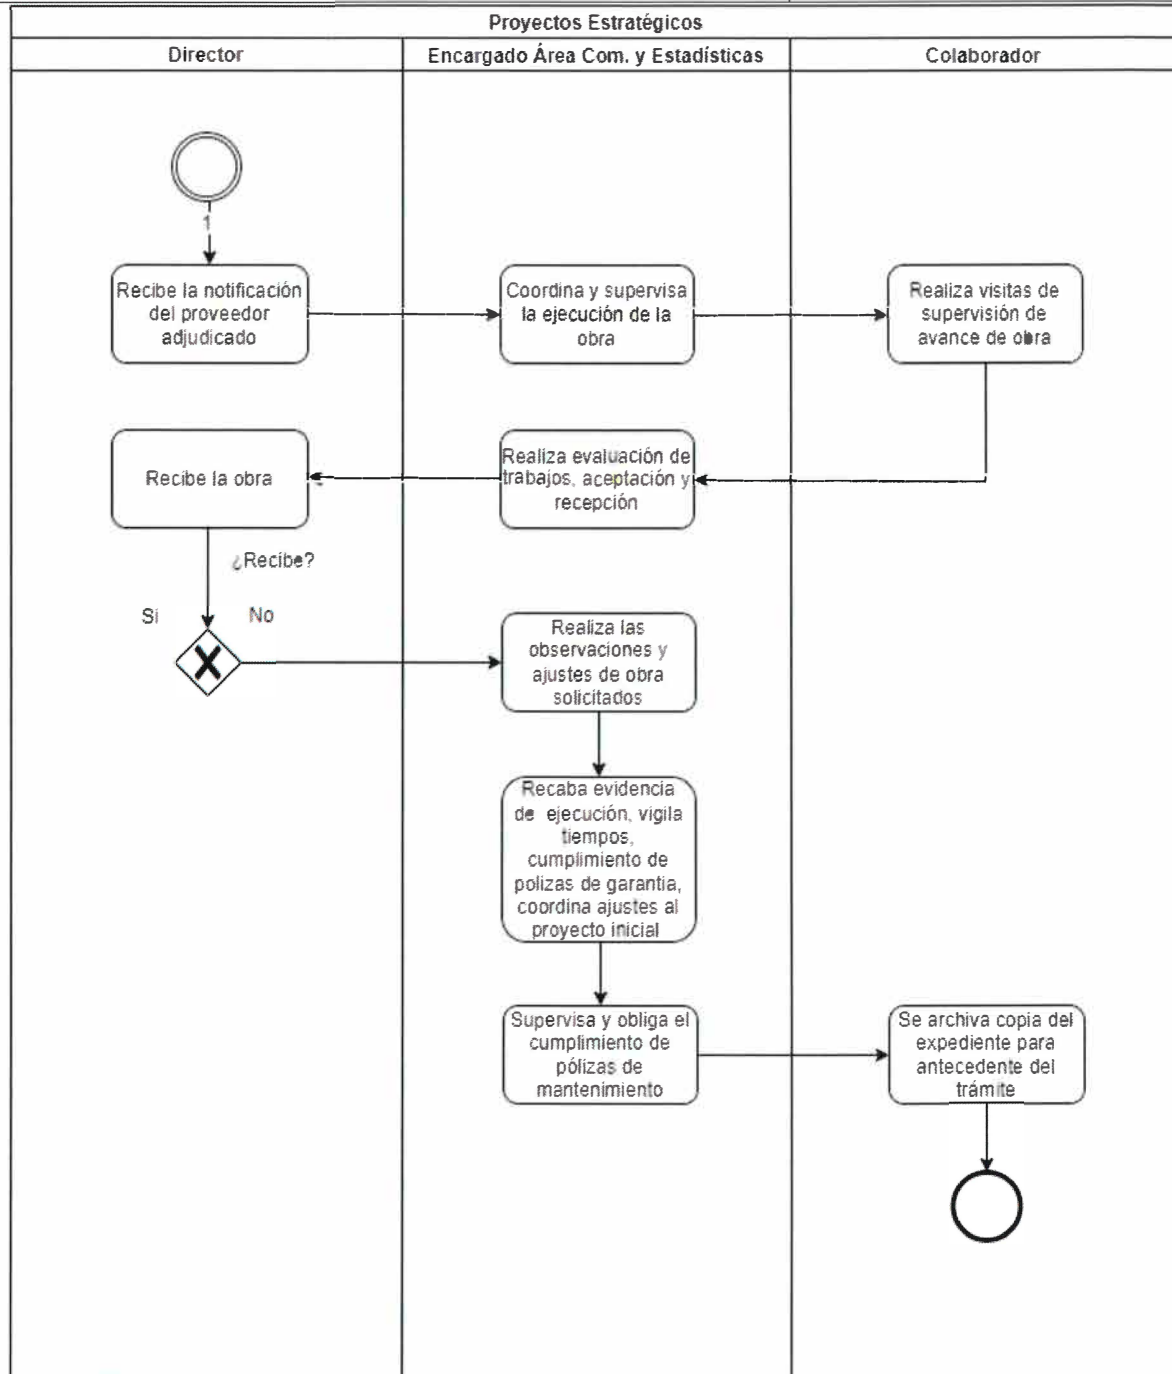 Proyectos Estratégicos
Director
Encargado Área Com. y Estadísticas
Colaborador
1
Recibe la notificación
del proveedor
adjudicado
Coordina y supervisa
la ejecución de la
obra
Realiza visitas de
supervisión de
avance de obra
Recibe la obra
Realiza evaluación de
trabajos, aceptación y
recepción
¿Recibe?
Si
No
Realiza las
observaciones y
ajustes de obra
solicitados
Recaba evidencia
de ejecución, vigila
tiempos,
cumplimiento de
polizas de garantia,
coordina ajustes al
proyecto inicial
Supervisa y obliga el
cumplimiento de
pólizas de
mantenimiento
Se archiva copia del
expediente para
antecedente del
trámite